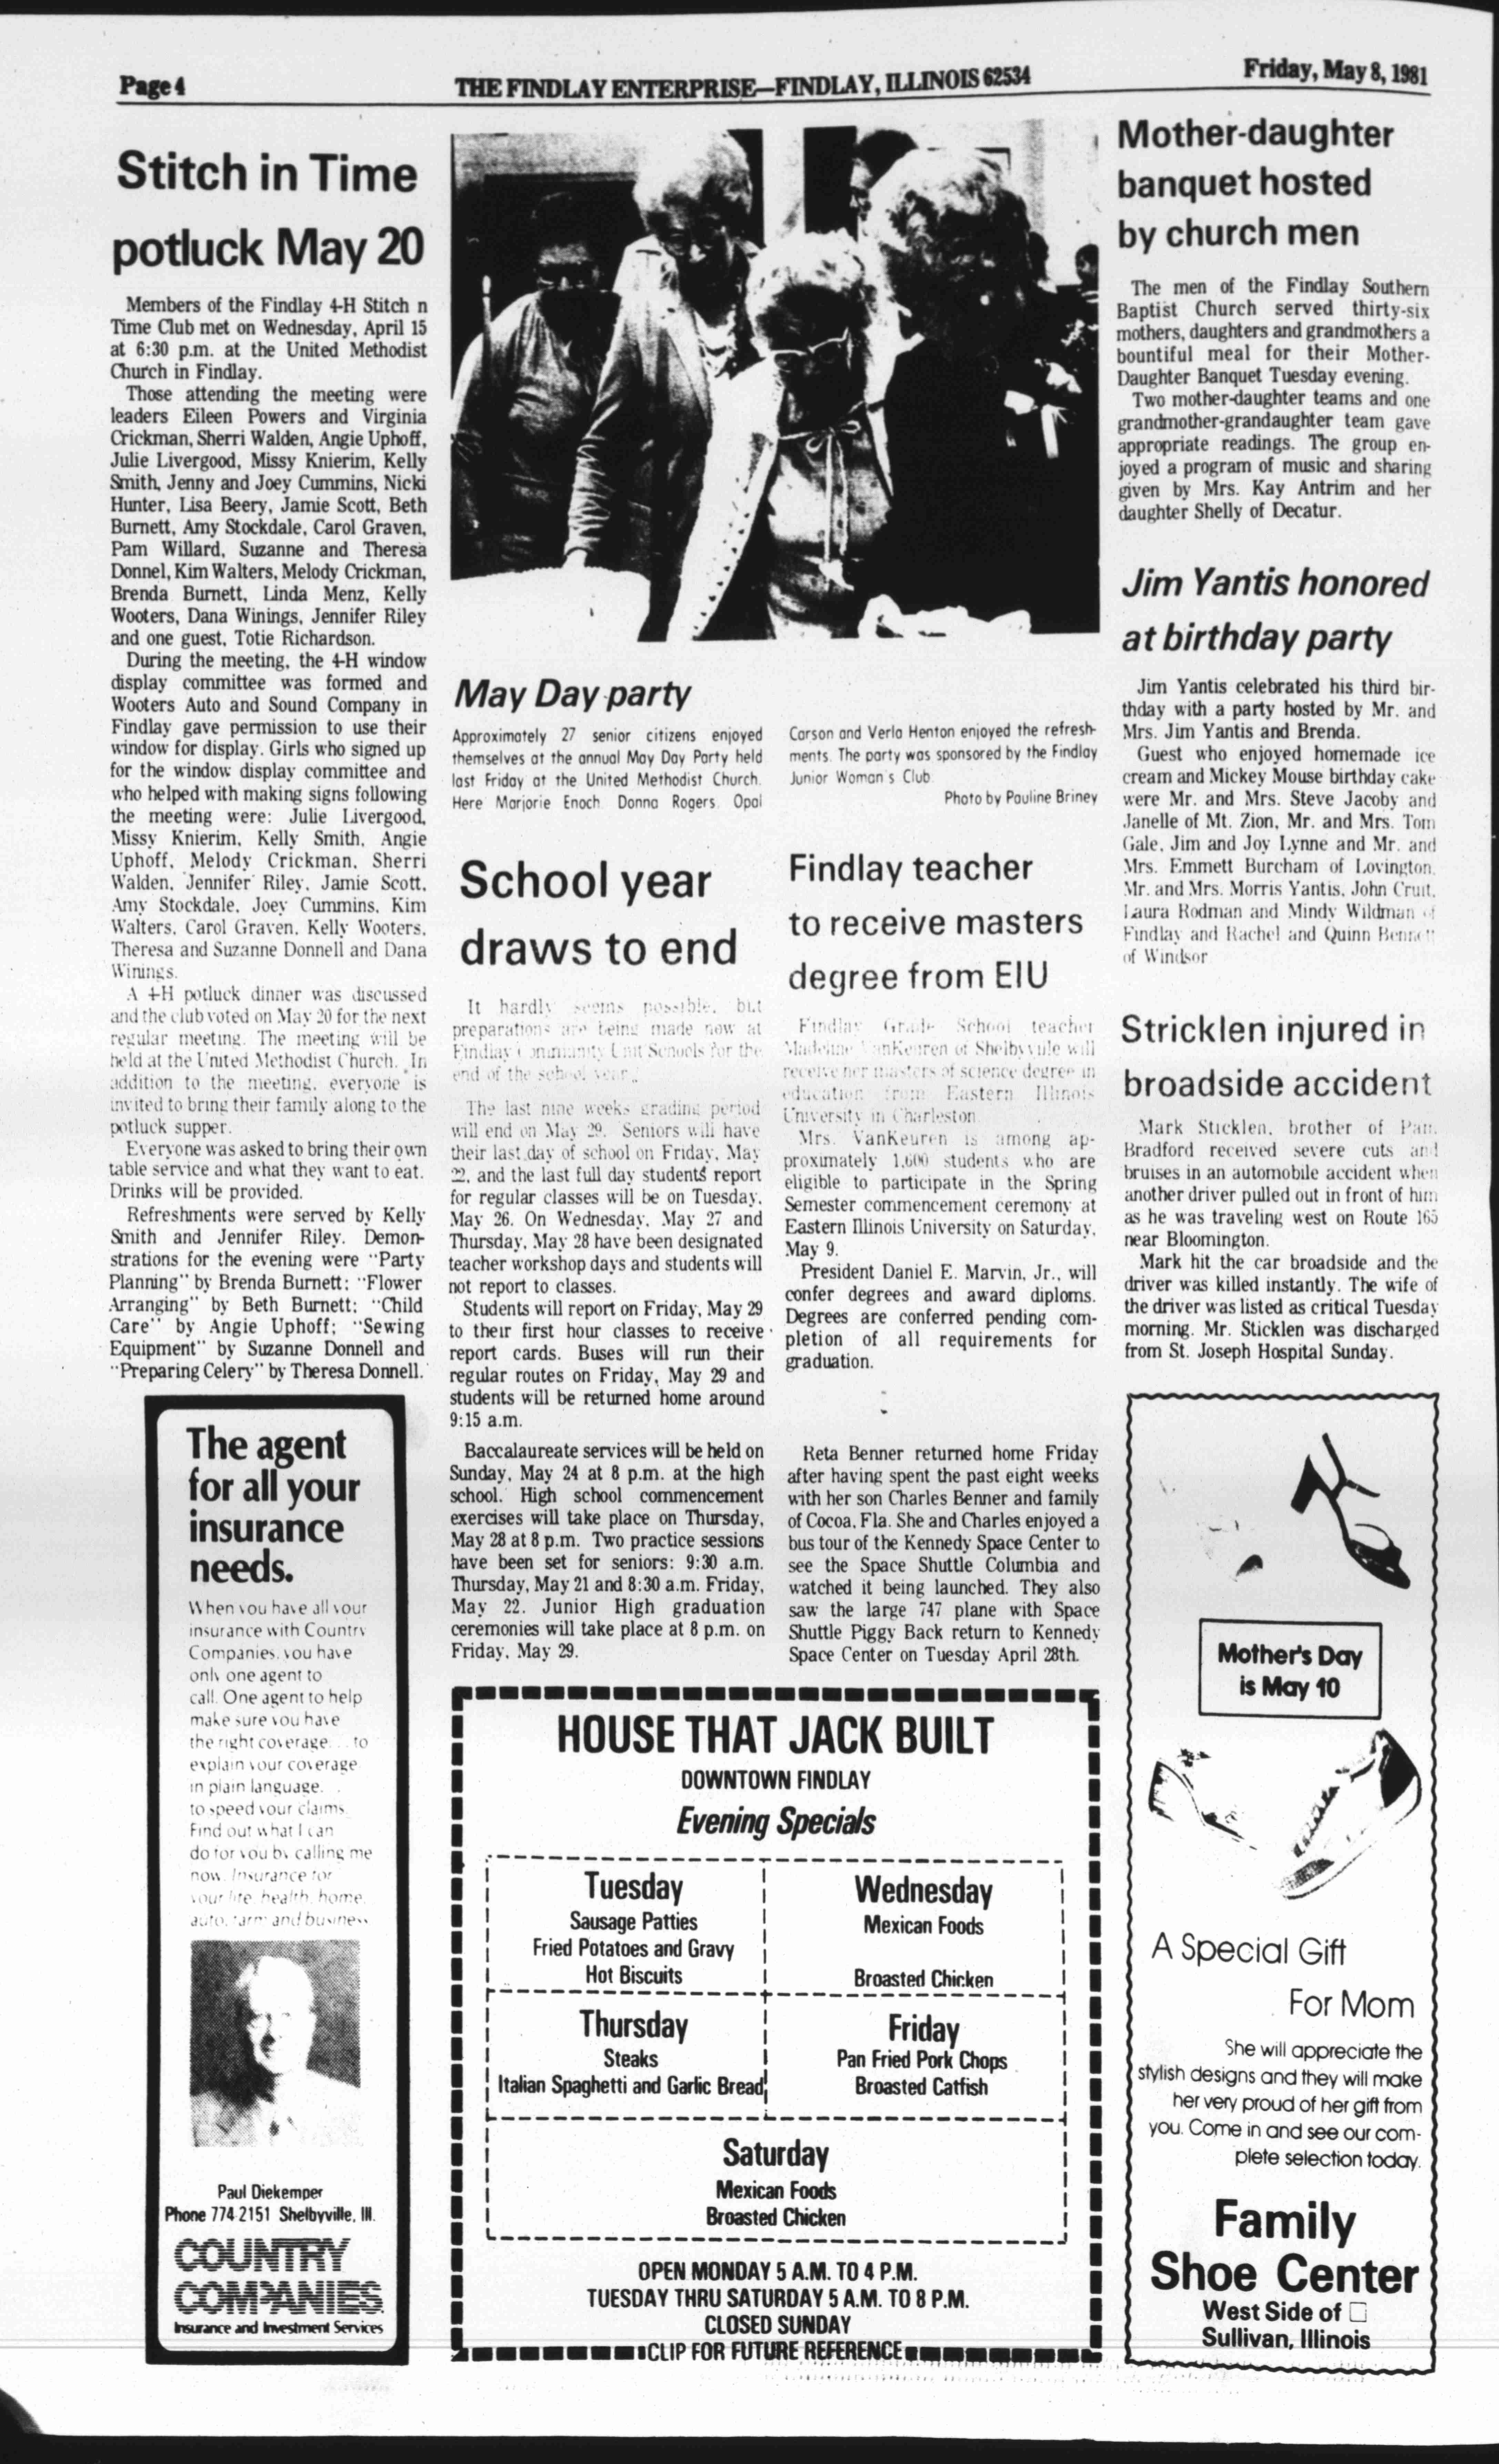 Page 4
THE FINDLAY ENTERPRISE—FINDLAY, ILLINOIS 62534
Friday, May 8, 1981
Stitch in Time
potluck May 20
Members of the Findlay 4-H Stitch n
Time Club met on Wednesday, April 15
at 6:30 p.m. at the United Methodist
Church in Findlay.
Those attending the meeting were
leaders Eileen Powers and Virginia
Crickman, Sherri Walden, Angie Uphoff,
Julie Livergood, Missy Knierim, Kelly
Smith, Jenny and Joey Cummins, Nicki
Hunter, Lisa Beery, Jamie Scott, Beth
Burnett, Amy Stockdale, Carol Graven,
Pam Willard, Suzanne and Theresa
Donnel, Kim Walters, Melody Crickman,
Brenda Burnett, Linda Menz, Kelly
Wooters, Dana Winings, Jennifer Riley
and one guest, Totie Richardson.
During the meeting, the 4-H window
display committee was formed and
Wooters Auto and Sound Company in
Findlay gave permission to use their
window for display. Girls who signed up
for the window display committee and
who helped with making signs following
the meeting were: Julie Livergood,
Missy Knierim, Kelly Smith, Angie
Uphoff, Melody Crickman, Sherri
Walden, Jennifer Riley, Jamie Scott,
Amy Stockdale, Joey Cummins, Kim
Walters, Carol Graven, Kelly Wooters,
Theresa and Suzanne Donnell and Dana
Winings.
A 4-H potluck dinner was discussed
and the club voted on May 20 for the next
regular meeting. The meeting will be
held at the United Methodist Church. In
addition to the meeting, everyone is
invited to bring their family along to the
potluck supper.
Everyone was asked to bring their own
table service and what they want to eat.
Drinks will be provided.
Refreshments were served by Kelly
Smith and Jennifer Riley. Demon-
strations for the evening were "Party
Planning" by Brenda Burnett; "Flower
Arranging" by Beth Burnett; "Child
Care" by Angie Uphoff; "Sewing
Equipment" by Suzanne Donnell and
"Preparing Celery" by Theresa Donnell.
The agent
for all your
insurance
needs.
When you have all your
insurance with Country
Companies, you have
only one agent to
call. One agent to help
make sure you have
the right coverage. . . to
explain your coverage
in plain language. .
to speed your claims.
Find out what I can
do for you by calling me
now. Insurance for
your life, health, home,
auto, farm and business
Paul Diekemper
Phone 774-2151 Shelbyville, Ill.
COUNTRY
COMPANIES
Insurance and Investment Services
May Day party
Approximately 27 senior citizens enjoyed
themselves at the annual May Day Party held
last Friday at the United Methodist Church.
Here Marjorie Enoch, Donna Rogers, Opal
Carson and Verla Henton enjoyed the refresh-
ments. The party was sponsored by the Findlay
Junior Woman's Club.
Photo by Pauline Briney
School year
draws to end
It hardly seems possible, but
preparations are being made now at
Findlay Community Unit Schools for the
end of the school year.
The last nine weeks grading period
will end on May 29. Seniors will have
their last day of school on Friday, May
22, and the last full day students report
for regular classes will be on Tuesday,
May 26. On Wednesday, May 27 and
Thursday, May 28 have been designated
teacher workshop days and students will
not report to classes.
Students will report on Friday, May 29
to their first hour classes to receive
report cards. Buses will run their
regular routes on Friday, May 29 and
students will be returned home around
9:15 a.m.
Baccalaureate services will be held on
Sunday, May 24 at 8 p.m. at the high
school. High school commencement
exercises will take place on Thursday,
May 28 at 8 p.m. Two practice sessions
have been set for seniors: 9:30 a.m.
Thursday, May 21 and 8:30 a.m. Friday,
May 22. Junior High graduation
ceremonies will take place at 8 p.m. on
Friday, May 29.
Findlay teacher
to receive masters
degree from EIU
Findlay Grade School teacher
Madeline VanKeuren of Shelbyville will
receive her masters of science degree in
education from Eastern Illinois
University in Charleston.
Mrs. VanKeuren is among ap-
proximately 1,600 students who are
eligible to participate in the Spring
Semester commencement ceremony at
Eastern Illinois University on Saturday,
May 9.
President Daniel E. Marvin, Jr., will
confer degrees and award diploms.
Degrees are conferred pending com-
pletion of all requirements for
graduation.
Reta Benner returned home Friday
after having spent the past eight weeks
with her son Charles Benner and family
of Cocoa, Fla. She and Charles enjoyed a
bus tour of the Kennedy Space Center to
see the Space Shuttle Columbia and
watched it being launched. They also
saw the large 747 plane with Space
Shuttle Piggy Back return to Kennedy
Space Center on Tuesday April 28th.
HOUSE THAT JACK BUILT
DOWNTOWN FINDLAY
Evening Specials
Tuesday
Sausage Patties
Fried Potatoes and Gravy
Hot Biscuits
Wednesday
Mexican Foods
Broasted Chicken
Thursday
Steaks
Italian Spaghetti and Garlic Bread
Friday
Pan Fried Pork Chops
Broasted Catfish
Saturday
Mexican Foods
Broasted Chicken
OPEN MONDAY 5 A.M. TO 4 P.M.
TUESDAY THRU SATURDAY 5 A.M. TO 8 P.M.
CLOSED SUNDAY
CLIP FOR FUTURE REFERENCE
Mother-daughter
banquet hosted
by church men
The men of the Findlay Southern
Baptist Church served thirty-six
mothers, daughters and grandmothers a
bountiful meal for their Mother-
Daughter Banquet Tuesday evening.
Two mother-daughter teams and one
grandmother-grandaughter team gave
appropriate readings. The group en-
joyed a program of music and sharing
given by Mrs. Kay Antrim and her
daughter Shelly of Decatur.
Jim Yantis honored
at birthday party
Jim Yantis celebrated his third bir-
thday with a party hosted by Mr. and
Mrs. Jim Yantis and Brenda.
Guest who enjoyed homemade ice
cream and Mickey Mouse birthday cake
were Mr. and Mrs. Steve Jacoby and
Janelle of Mt. Zion, Mr. and Mrs. Tom
Gale, Jim and Joy Lynne and Mr. and
Mrs. Emmett Burcham of Lovington,
Mr. and Mrs. Morris Yantis, John Cruit,
Laura Rodman and Mindy Wildman of
Findlay and Rachel and Quinn Bennett
of Windsor
Stricklen injured in
broadside accident
Mark Sticklen, brother of Pam
Bradford received severe cuts and
bruises in an automobile accident when
another driver pulled out in front of him
as he was traveling west on Route 165
near Bloomington.
Mark hit the car broadside and the
driver was killed instantly. The wife of
the driver was listed as critical Tuesday
morning. Mr. Sticklen was discharged
from St. Joseph Hospital Sunday.
Mother's Day
is May 10
A Special Gift
For Mom
She will appreciate the
stylish designs and they will make
her very proud of her gift from
you. Come in and see our com-
plete selection today.
Family
Shoe Center
West Side of □
Sullivan, Illinois